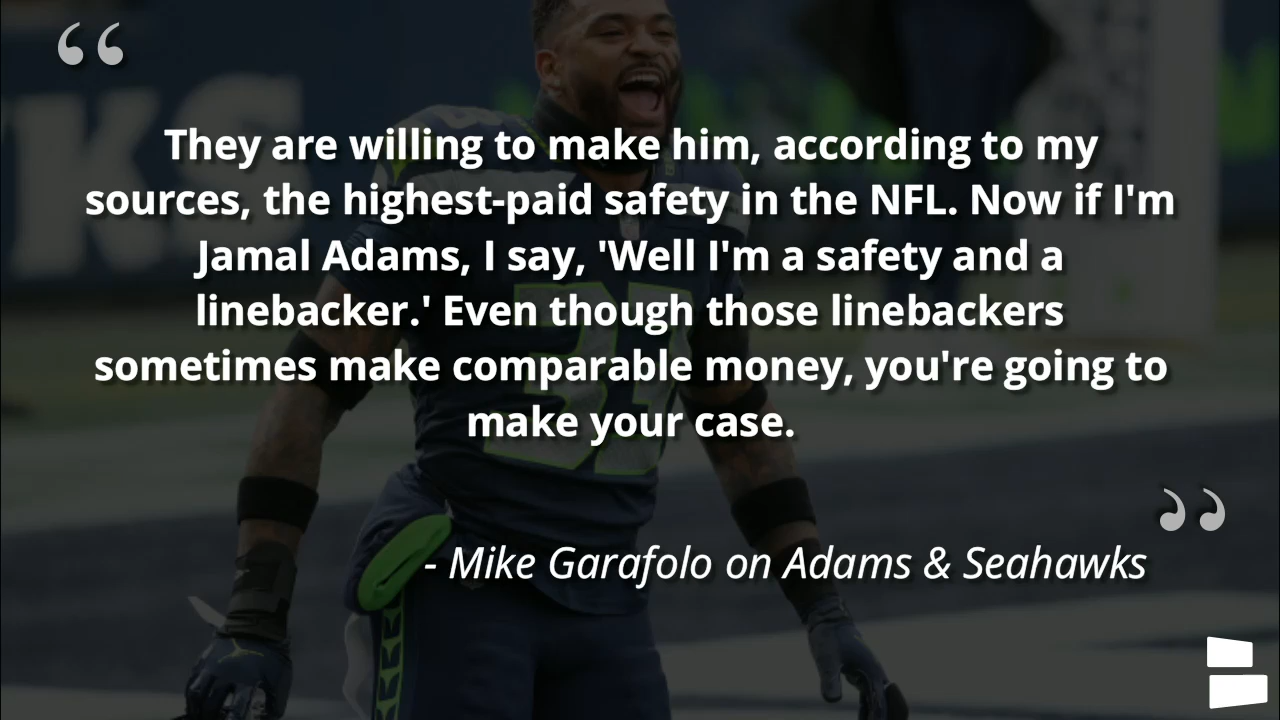 “
They are willing to make him, according to my
sources, the highest-paid safety in the NFL. Now if I'm
Jamal Adams, I say, 'Well I'm a safety and a
linebacker.' Even though those linebackers
sometimes make comparable money, you're going to
make your case.
”
- Mike Garafolo on Adams & Seahawks
KS